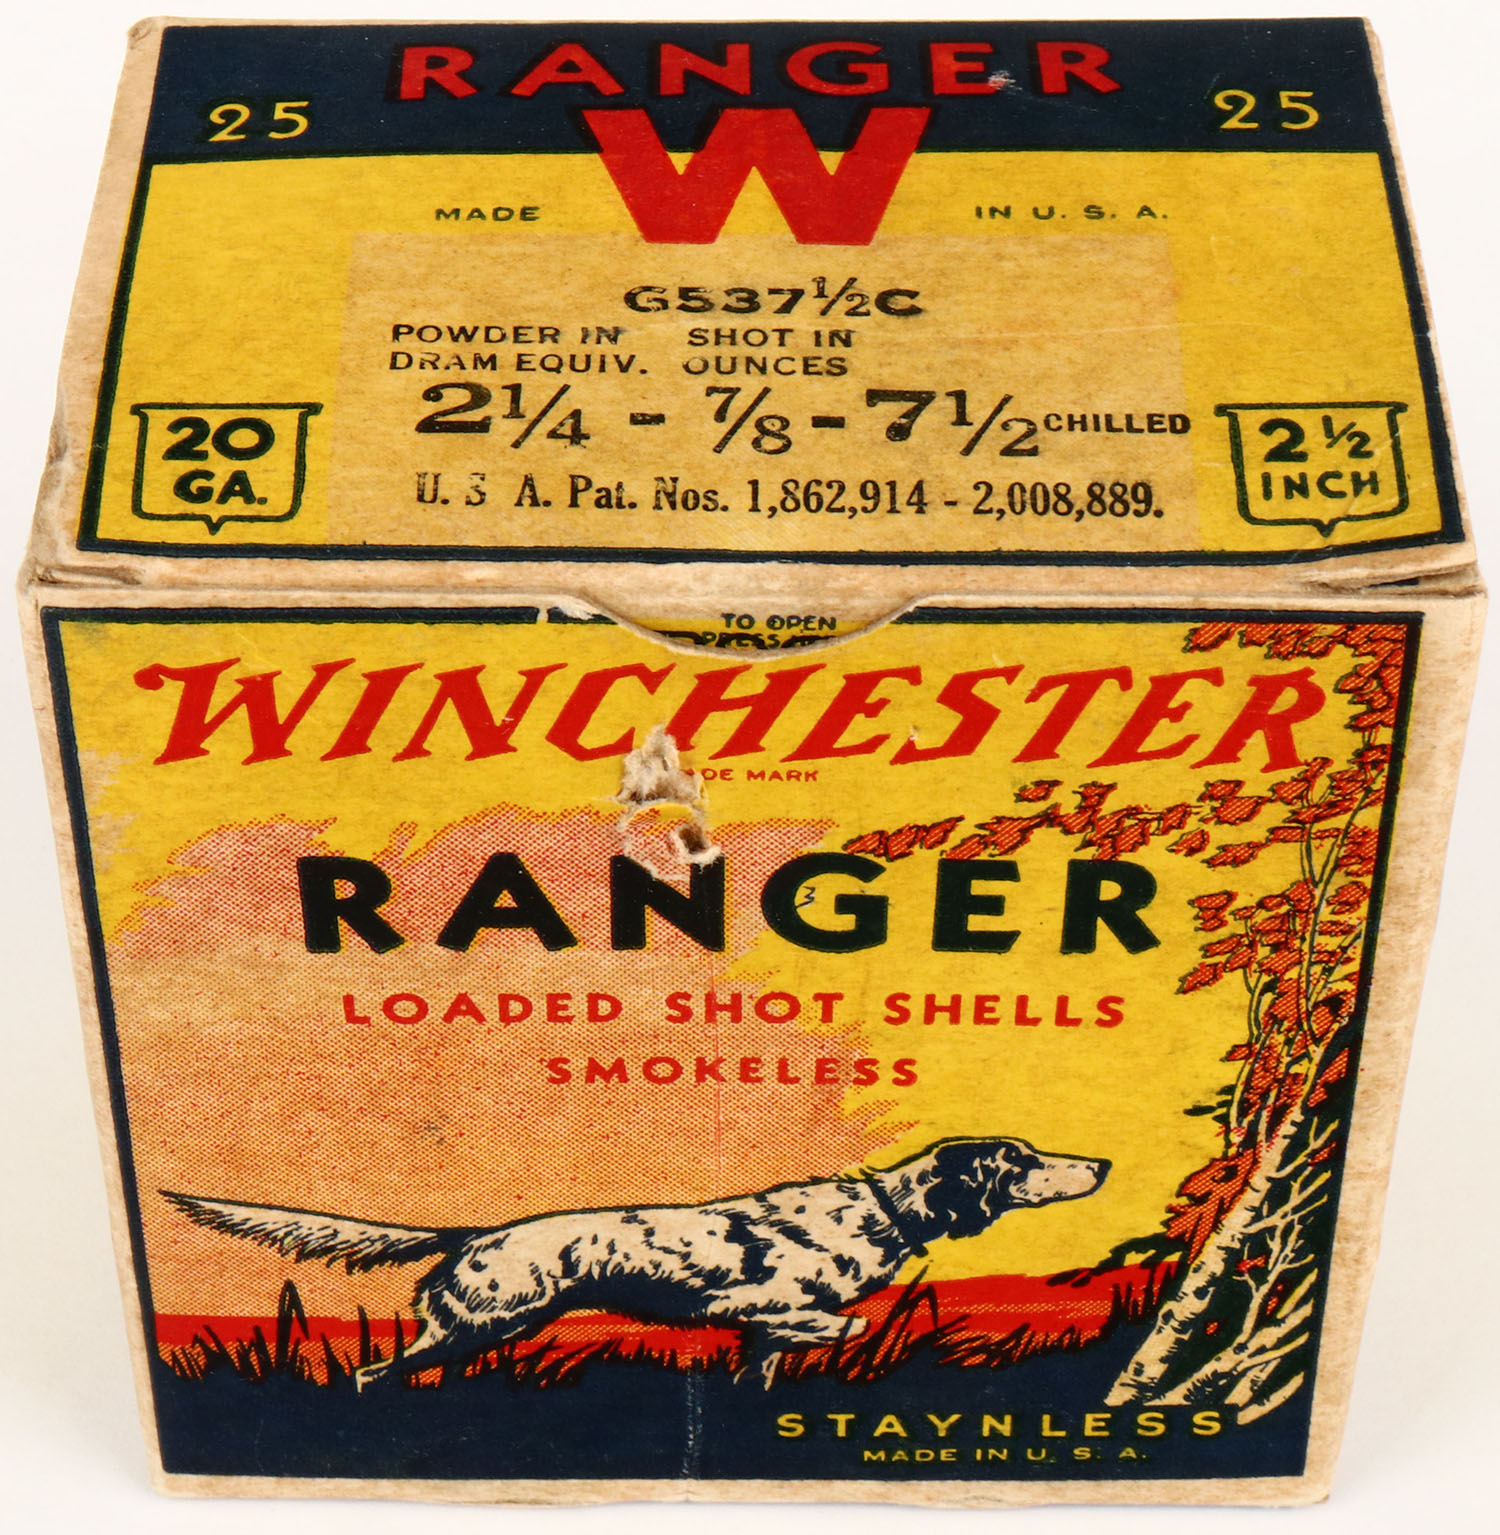 RANGER
25 W 25
MADE IN U. S. A.
G537½C
POWDER IN SHOT IN
DRAM EQUIV. OUNCES
2¼ - ⅞ - 7½ CHILLED
20
GA.
2½
INCH
U. S A. Pat. Nos. 1,862,914 - 2,008,889.
TO OPEN
PRESS
WINCHESTER
MARK
RANGER
LOADED SHOT SHELLS
SMOKELESS
STAYNLESS
MADE IN U. S. A.